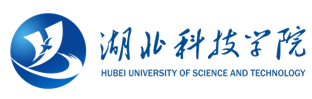 湖北科技学院
HUBEI UNIVERSITY OF SCIENCE AND TECHNOLOGY